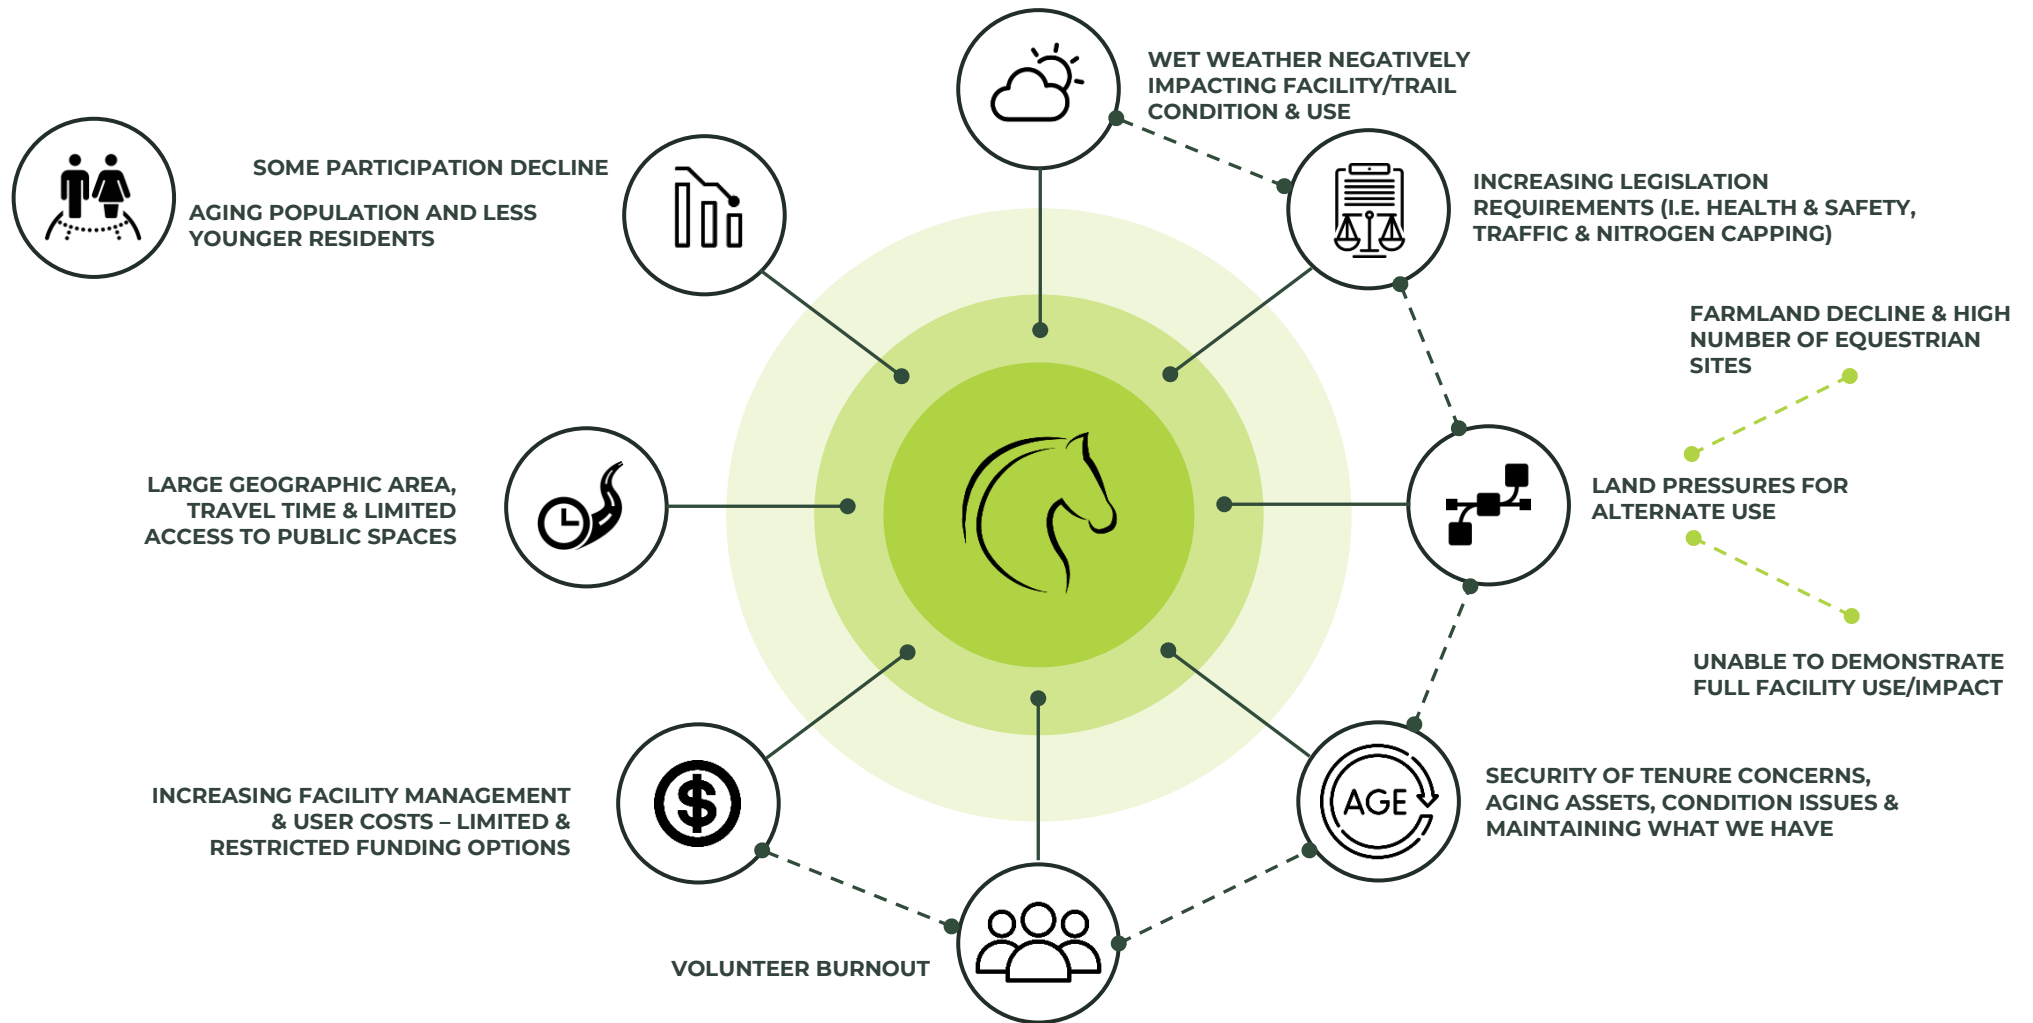 WET WEATHER NEGATIVELY
IMPACTING FACILITY/TRAIL
CONDITION & USE
SOME PARTICIPATION DECLINE
AGING POPULATION AND LESS
YOUNGER RESIDENTS
INCREASING LEGISLATION
REQUIREMENTS (I.E. HEALTH & SAFETY,
TRAFFIC & NITROGEN CAPPING)
FARMLAND DECLINE & HIGH
NUMBER OF EQUESTRIAN
SITES
LARGE GEOGRAPHIC AREA,
TRAVEL TIME & LIMITED
ACCESS TO PUBLIC SPACES
LAND PRESSURES FOR
ALTERNATE USE
UNABLE TO DEMONSTRATE
FULL FACILITY USE/IMPACT
INCREASING FACILITY MANAGEMENT
& USER COSTS – LIMITED &
RESTRICTED FUNDING OPTIONS
$
AGE
SECURITY OF TENURE CONCERNS,
AGING ASSETS, CONDITION ISSUES &
MAINTAINING WHAT WE HAVE
VOLUNTEER BURNOUT